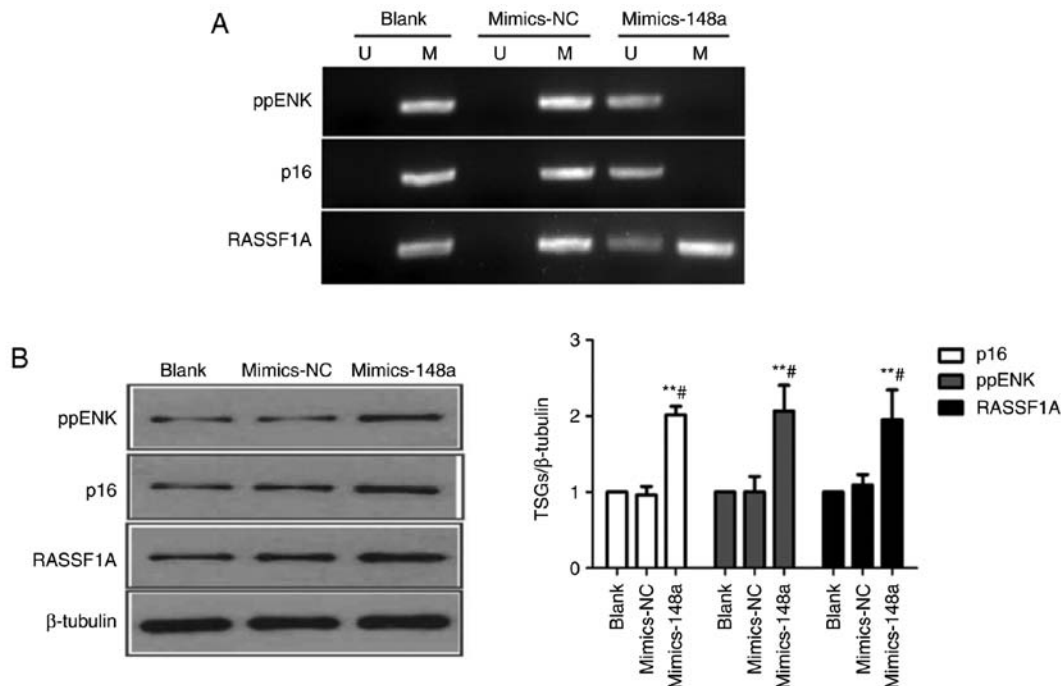 A
Blank Mimics-NC Mimics-148a
U M U M U M
ppENK
p16
RASSF1A
B
Blank Mimics-NC Mimics-148a
ppENK
p16
RASSF1A
β-tubulin
TSGs/β-tubulin
3
2
1
0
**# **# **#
Blank Mimics-NC Mimics-148a Blank Mimics-NC Mimics-148a Blank Mimics-NC Mimics-148a
p16
ppENK
RASSF1A